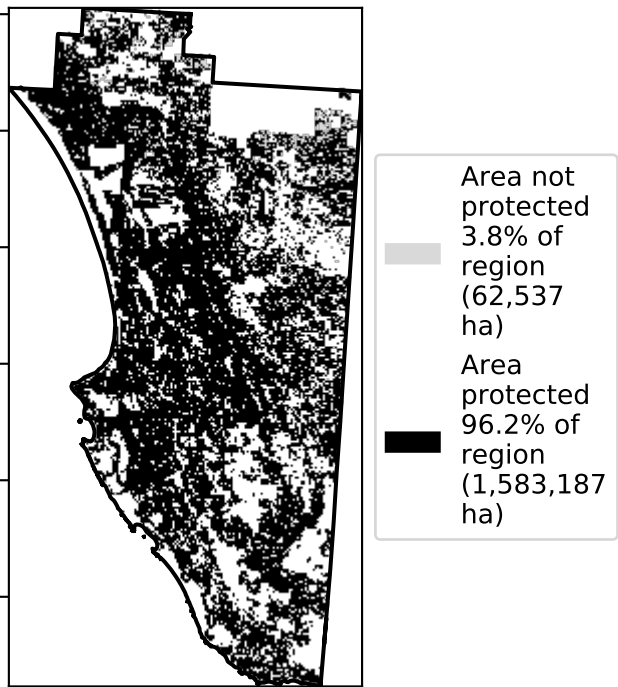 Area not
protected
3.8% of
region
(62,537
ha)
Area
protected
96.2% of
region
(1,583,187
ha)